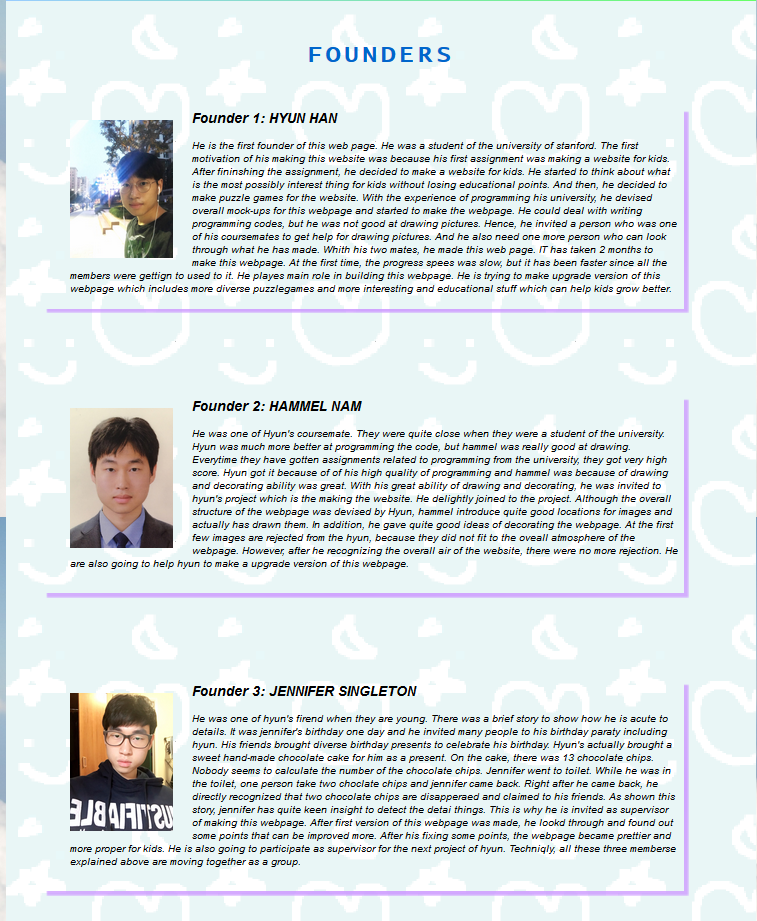 FOUNDERS
Founder 1: HYUN HAN
He is the first founder of this web page. He was a student of the university of stanford. The first
motivation of his making this website was because his first assignment was making a website for kids.
After fininshing the assignment, he decided to make a website for kids. He started to think about what
is the most possibly interest thing for kids without losing educational points. And then, he decided to
make puzzle games for the website. With the experience of programming his university, he devised
overall mock-ups for this webpage and started to make the webpage. He could deal with writing
programming codes, but he was not good at drawing pictures. Hence, he invited a person who was one
of his coursemates to get help for drawing pictures. And he also need one more person who can look
through what he has made. Whith his two mates, he made this web page. IT has taken 2 months to
make this webpage. At the first time, the progress spees was slow, but it has been faster since all the
members were gettign to used to it. He playes main role in building this webpage. He is trying to make upgrade version of this
webpage which includes more diverse puzzlegames and more interesting and educational stuff which can help kids grow better.
Founder 2: HAMMEL NAM
He was one of Hyun's coursemate. They were quite close when they were a student of the university.
Hyun was much more better at programming the code, but hammel was really good at drawing.
Everytime they have gotten assignments related to programming from the university, they got very high
score. Hyun got it because of of his high quality of programming and hammel was because of drawing
and decorating ability was great. With his great ability of drawing and decorating, he was invited to
hyun's project which is the making the website. He delightly joined to the project. Although the overall
structure of the webpage was devised by Hyun, hammel introduce quite good locations for images and
actually has drawn them. In addition, he gave quite good ideas of decorating the webpage. At the first
few images are rejected from the hyun, because they did not fit to the oveall atmosphere of the
webpage. However, after he recognizing the overall air of the website, there were no more rejection. He
are also going to help hyun to make a upgrade version of this webpage.
Founder 3: JENNIFER SINGLETON
He was one of hyun's firend when they are young. There was a brief story to show how he is acute to
details. It was jennifer's birthday one day and he invited many people to his birthday paraty including
hyun. His friends brought diverse birthday presents to celebrate his birthday. Hyun's actually brought a
sweet hand-made chocolate cake for him as a present. On the cake, there was 13 chocolate chips.
Nobody seems to calculate the number of the chocolate chips. Jennifer went to toilet. While he was in
the toilet, one person take two choclate chips and jennifer came back. Right after he came back, he
directly recognized that two chocolate chips are disapperaed and claimed to his friends. As shown this
story, jennifer has quite keen insight to detect the detai things. This is why he is invited as supervisor
of making this webpage. After first version of this webpage was made, he lookd through and found out
some points that can be improved more. After his fixing some points, the webpage became prettier and
more proper for kids. He is also going to participate as supervisor for the next project of hyun. Techniqly, all these three memberse
explained above are moving together as a group.